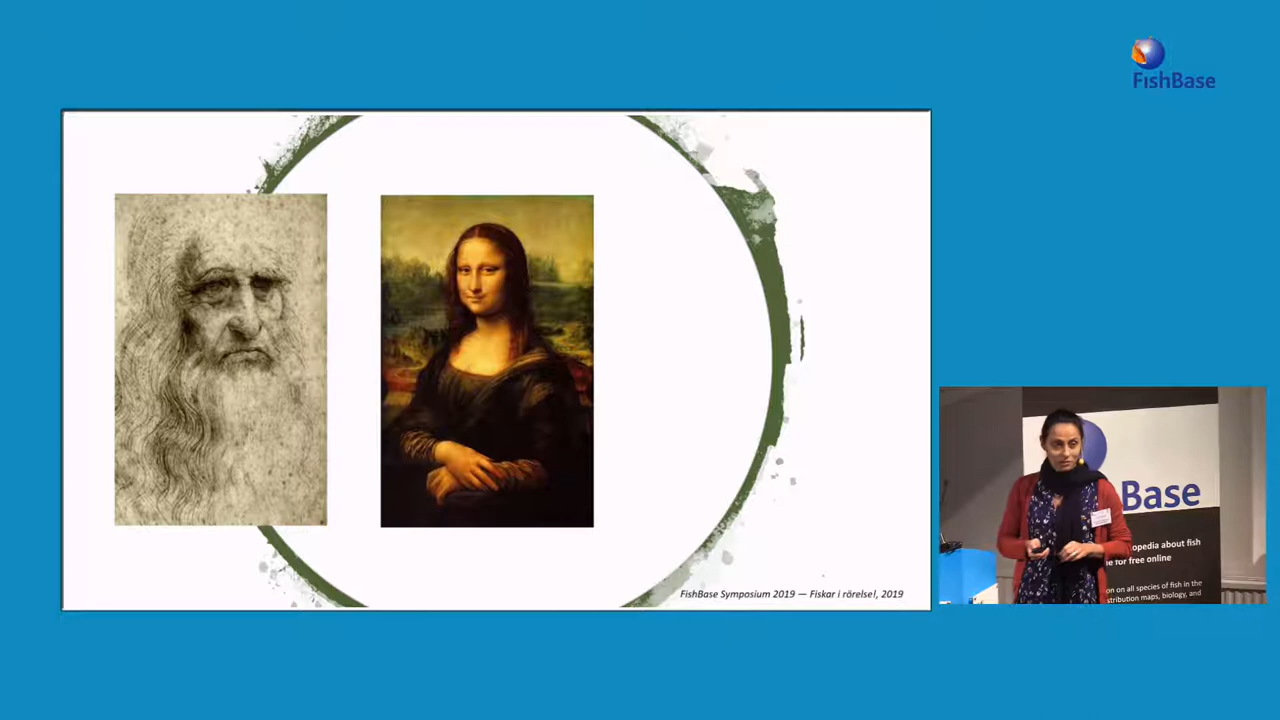 FishBase
FishBase Symposium 2019 — Fiskar i rörelse!, 2019
Base
opedia about fish
e for free online
on on all species of fish in the
stribution maps, biology, and